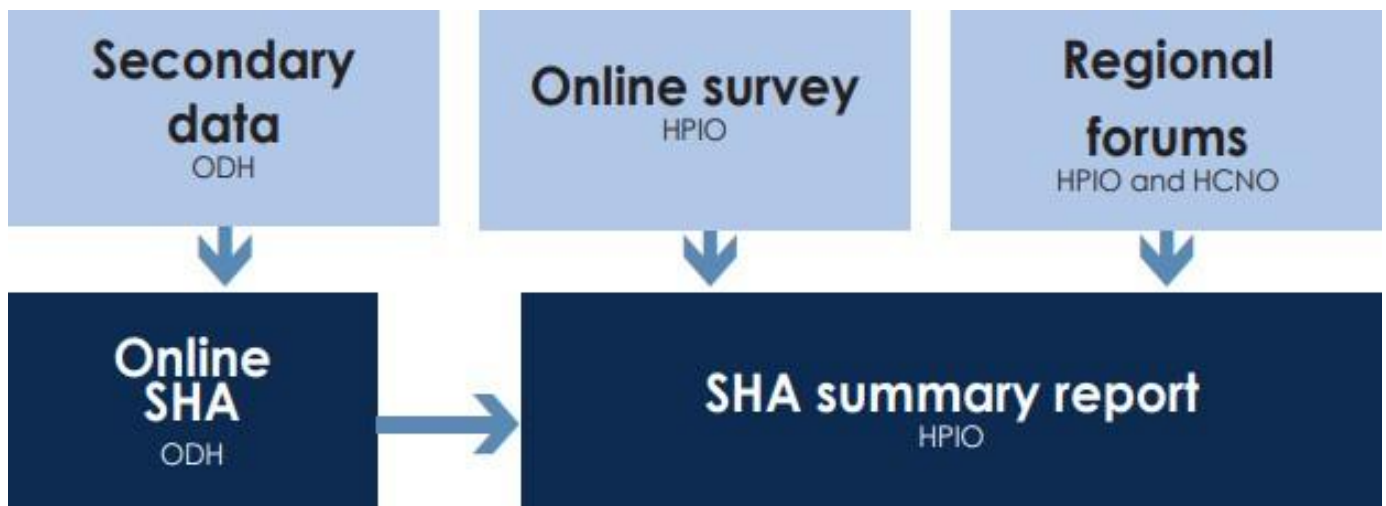 Secondary
data
ODH
Online survey
HPIO
Regional
forums
HPIO and HCNO
Online
SHA
ODH
SHA summary report
HPIO